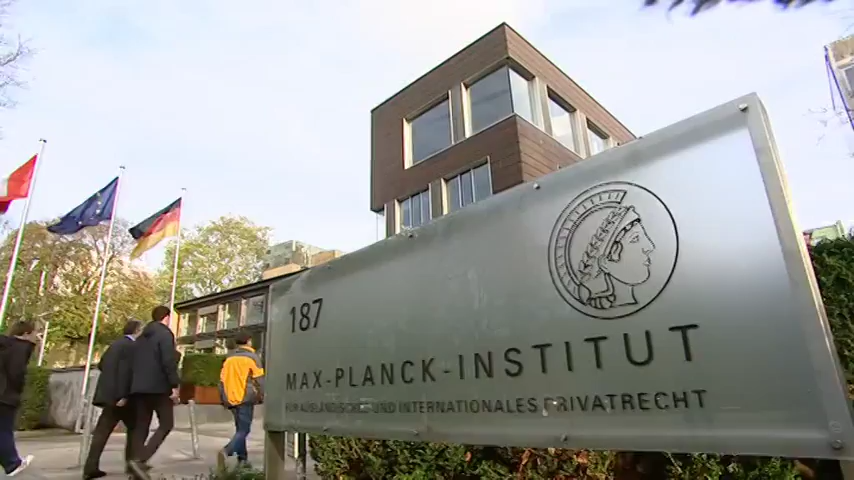 187
MAX-PLANCK-INSTITUT
FÜR AUSLÄNDISCHES UND INTERNATIONALES PRIVATRECHT